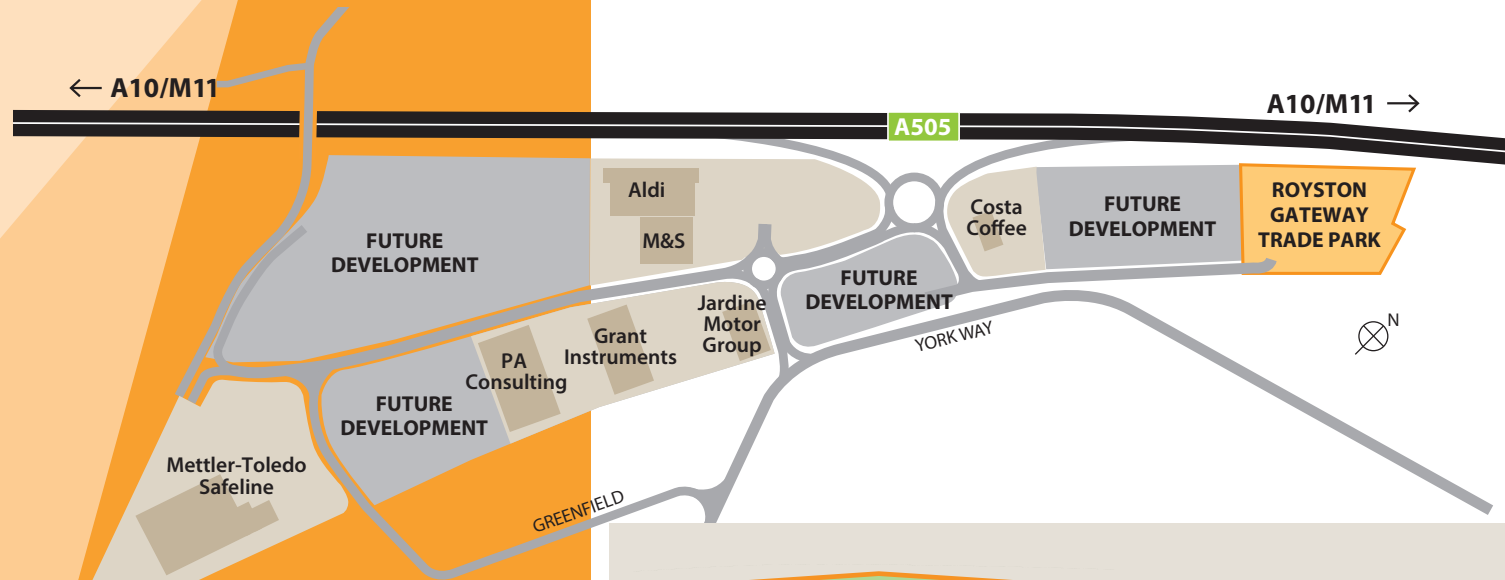 ← A10/M11
A10/M11 →
A505
Aldi
M&S
FUTURE
DEVELOPMENT
Costa
Coffee
FUTURE
DEVELOPMENT
ROYSTON
GATEWAY
TRADE PARK
FUTURE
DEVELOPMENT
Jardine
Motor
Group
Grant
Instruments
PA
Consulting
YORK WAY
N
FUTURE
DEVELOPMENT
Mettler-Toledo
Safeline
GREENFIELD